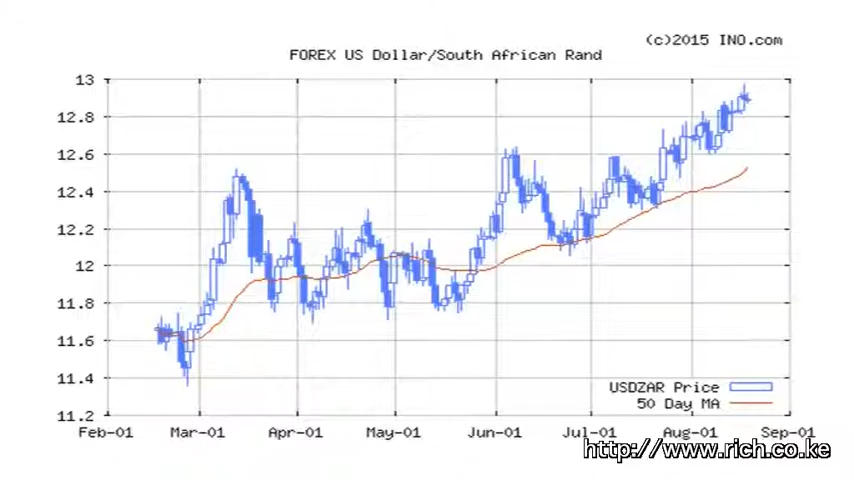 (c)2015 INO.com
FOREX US Dollar/South African Rand
13
12.8
12.6
12.4
12.2
12
11.8
11.6
11.4
11.2
USDZAR Price
50 Day MA
Feb-01 Mar-01 Apr-01 May-01 Jun-01 Jul-01 Aug-01 Sep-01
http://www.rich.co.ke